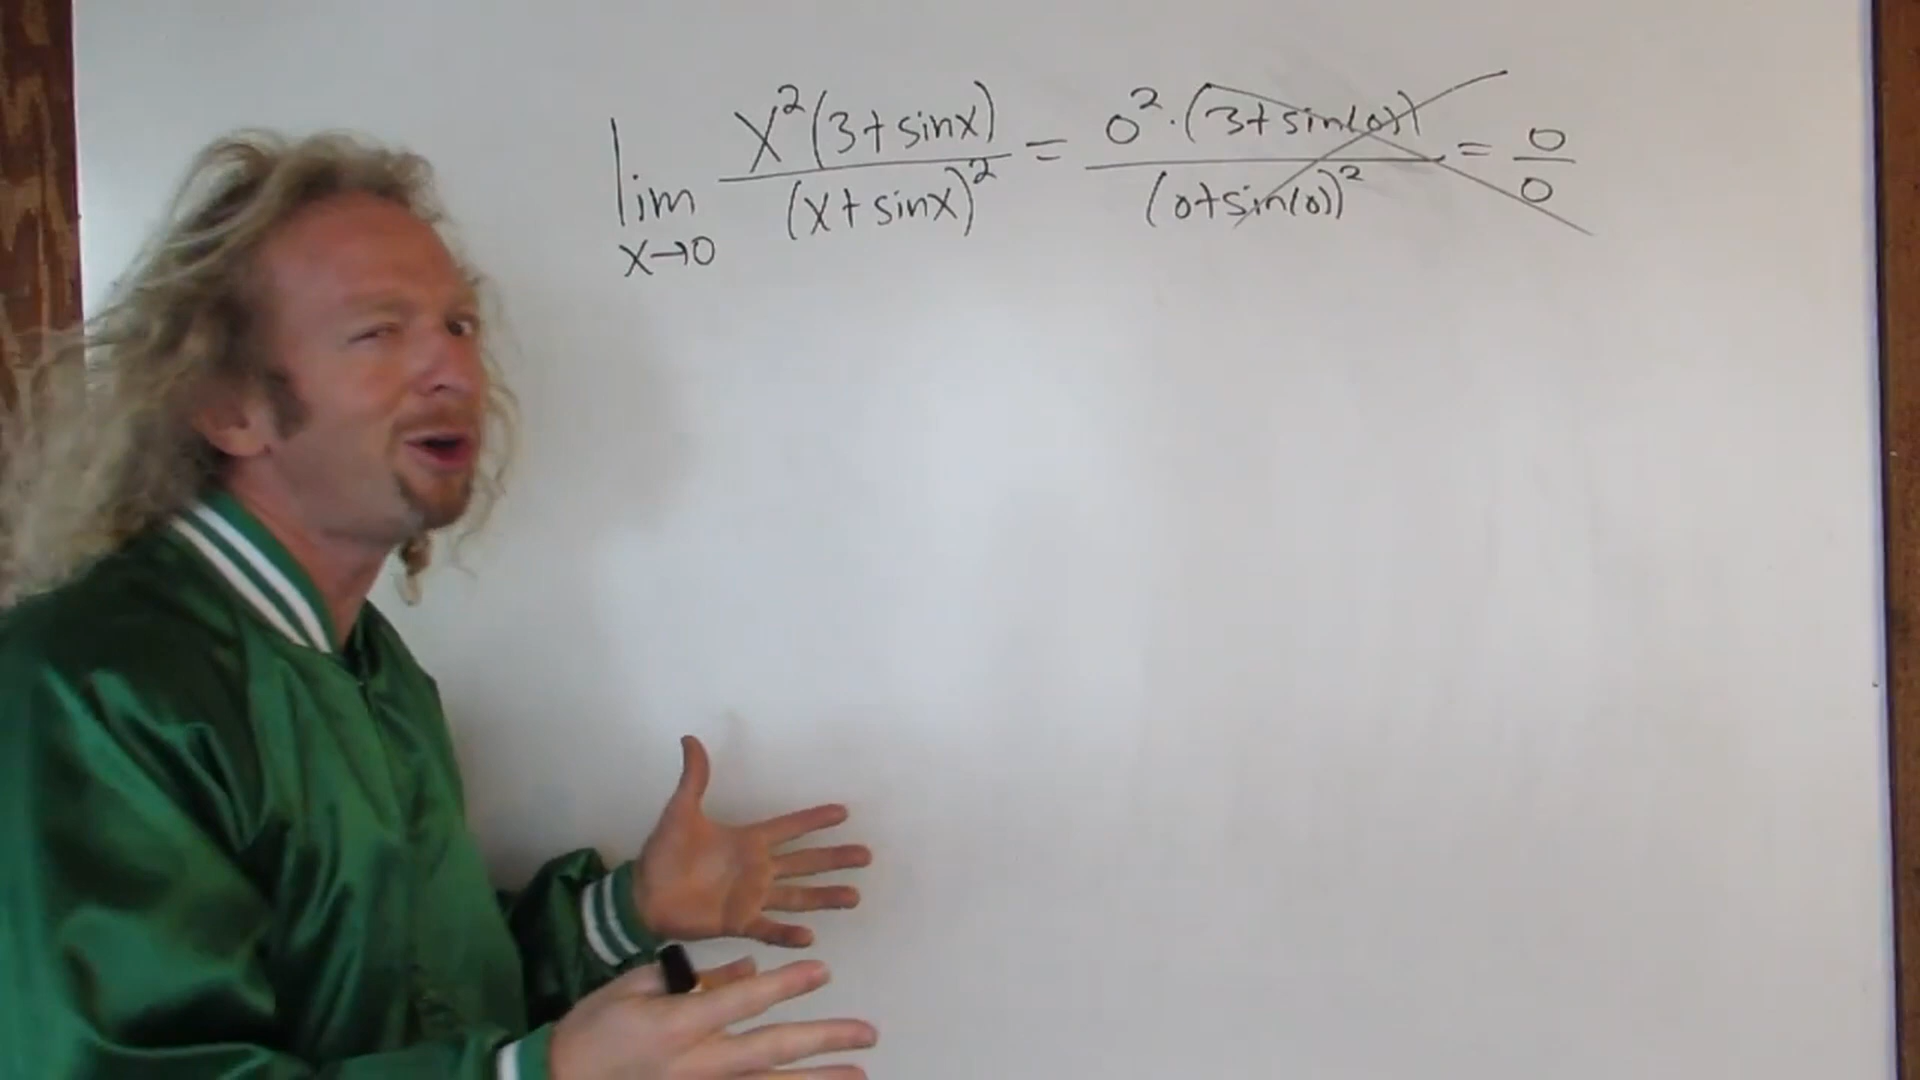 lim x→0 x²(3+sinx) / (x+sinx)² = 0²·(3+sin(0)) / (0+sin(0))² = 0/0